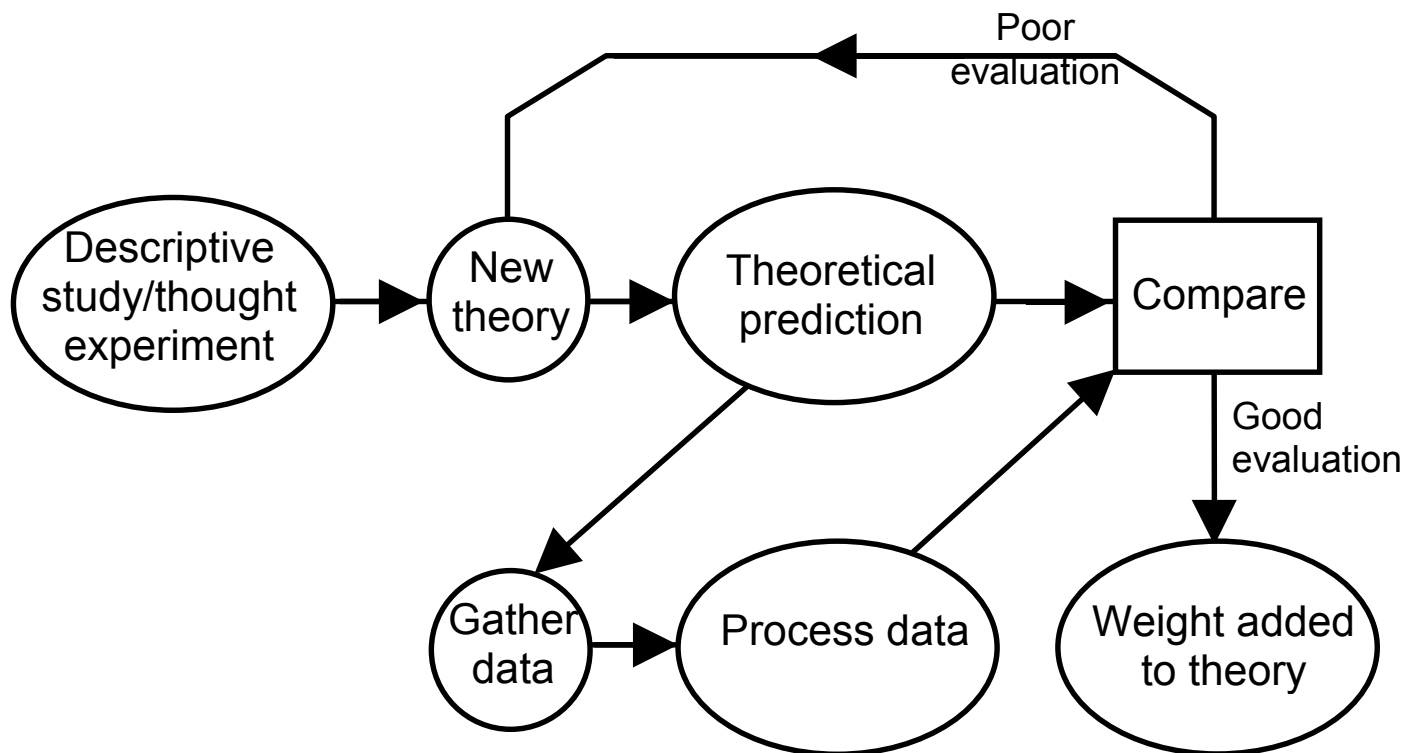 Poor
evaluation
Descriptive
study/thought
experiment
New
theory
Theoretical
prediction
Compare
Good
evaluation
Gather
data
Process data
Weight added
to theory